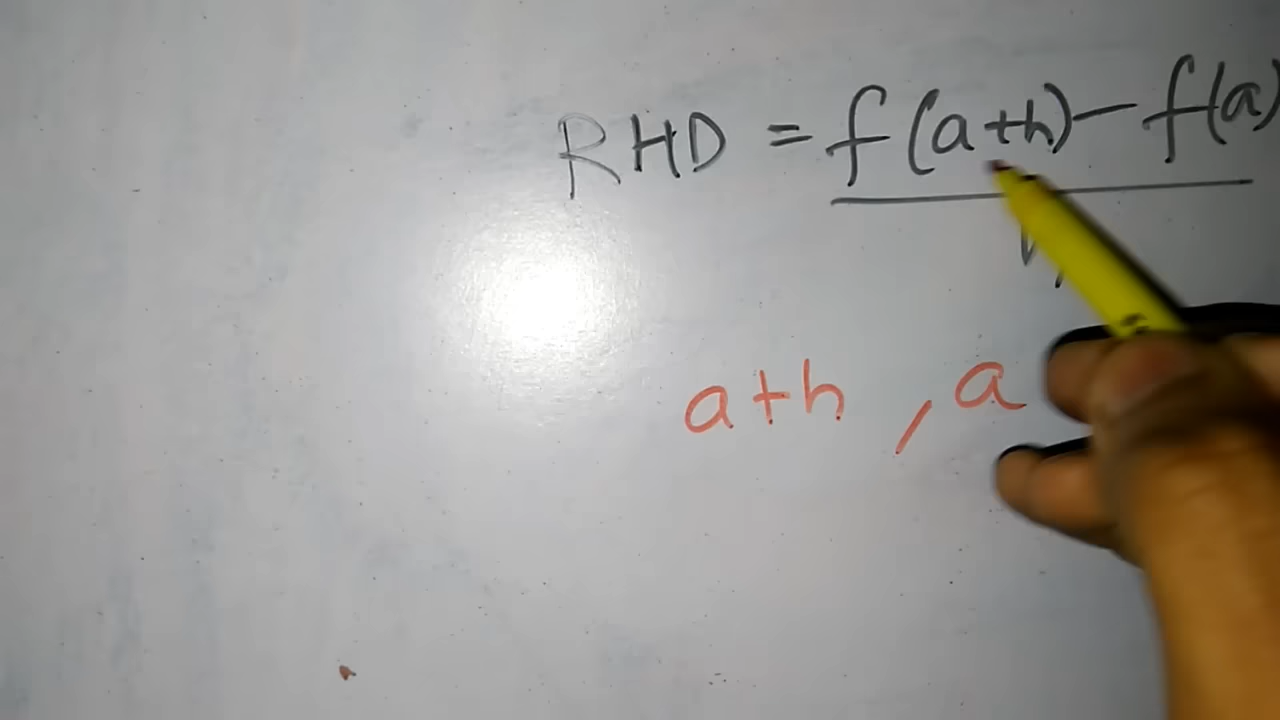 RHD = f(a+h) - f(a)
a+h , a